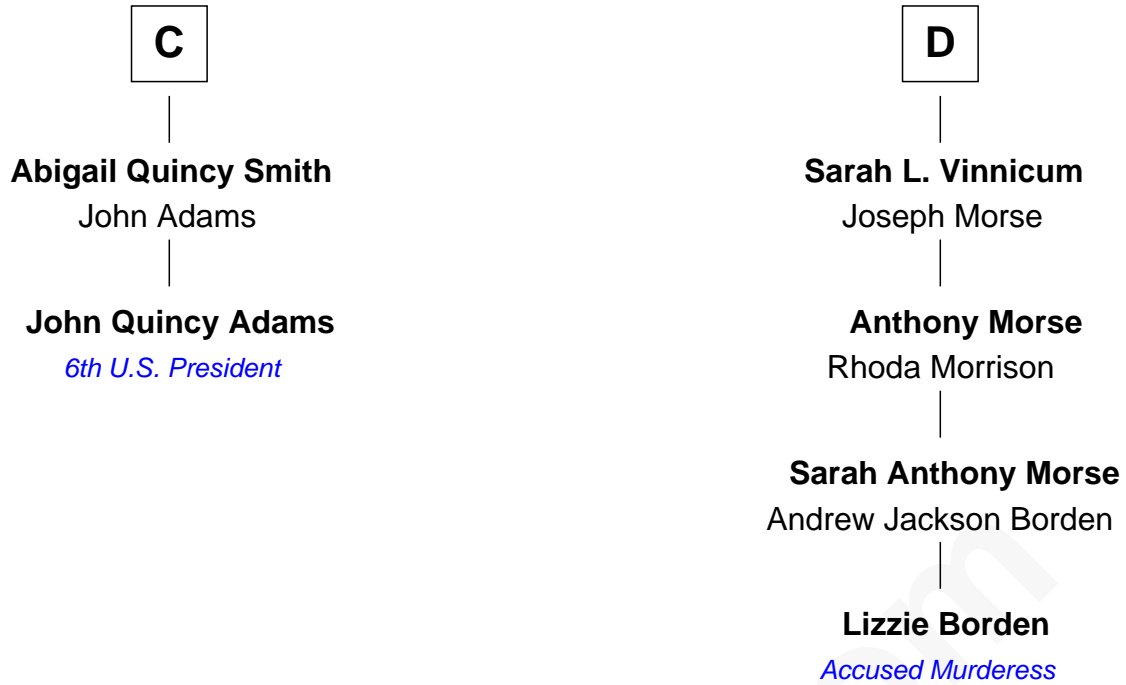 C
Abigail Quincy Smith
John Adams
John Quincy Adams
6th U.S. President
D
Sarah L. Vinnicum
Joseph Morse
Anthony Morse
Rhoda Morrison
Sarah Anthony Morse
Andrew Jackson Borden
Lizzie Borden
Accused Murderess
om